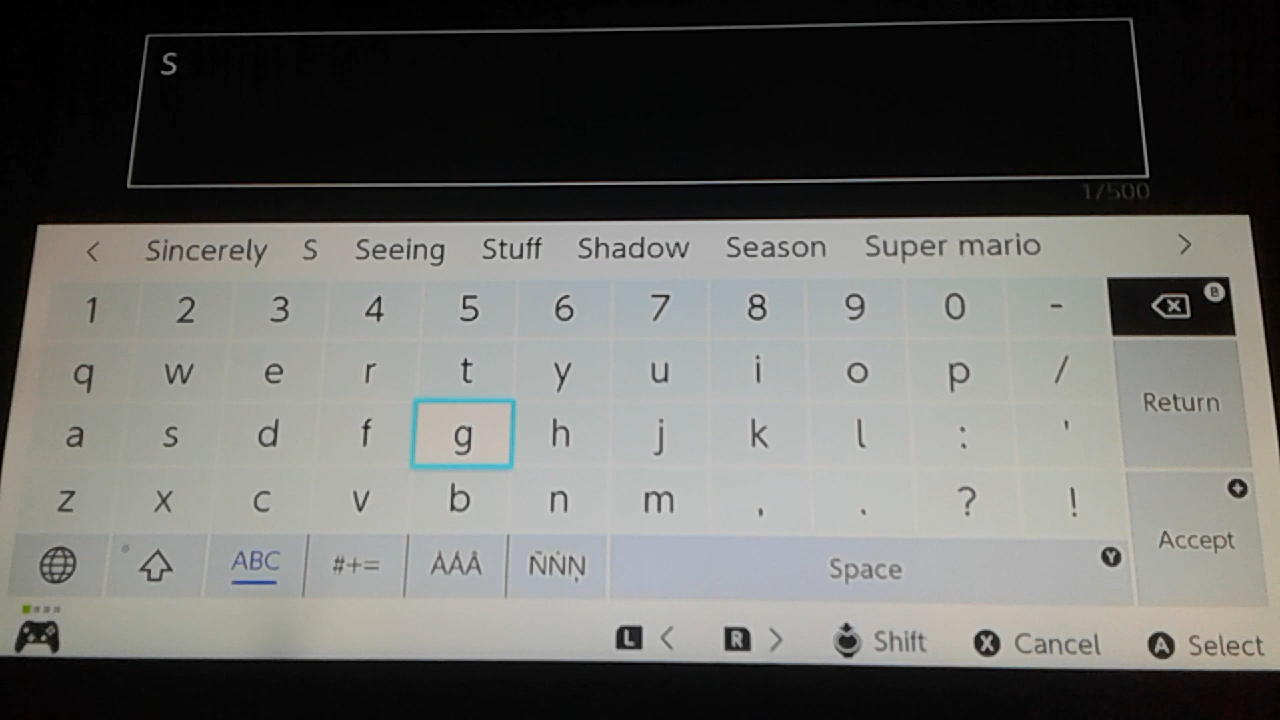 S
1/500
< Sincerely S Seeing Stuff Shadow Season Super mario >
1 2 3 4 5 6 7 8 9 0 - B
q w e r t y u i o p / Return
a s d f g h j k l : '
z x c v b n m , . ? ! Accept
ABC #+= ÀÁÂ ÑŃŅ Space Y
L < R > Shift X Cancel A Select